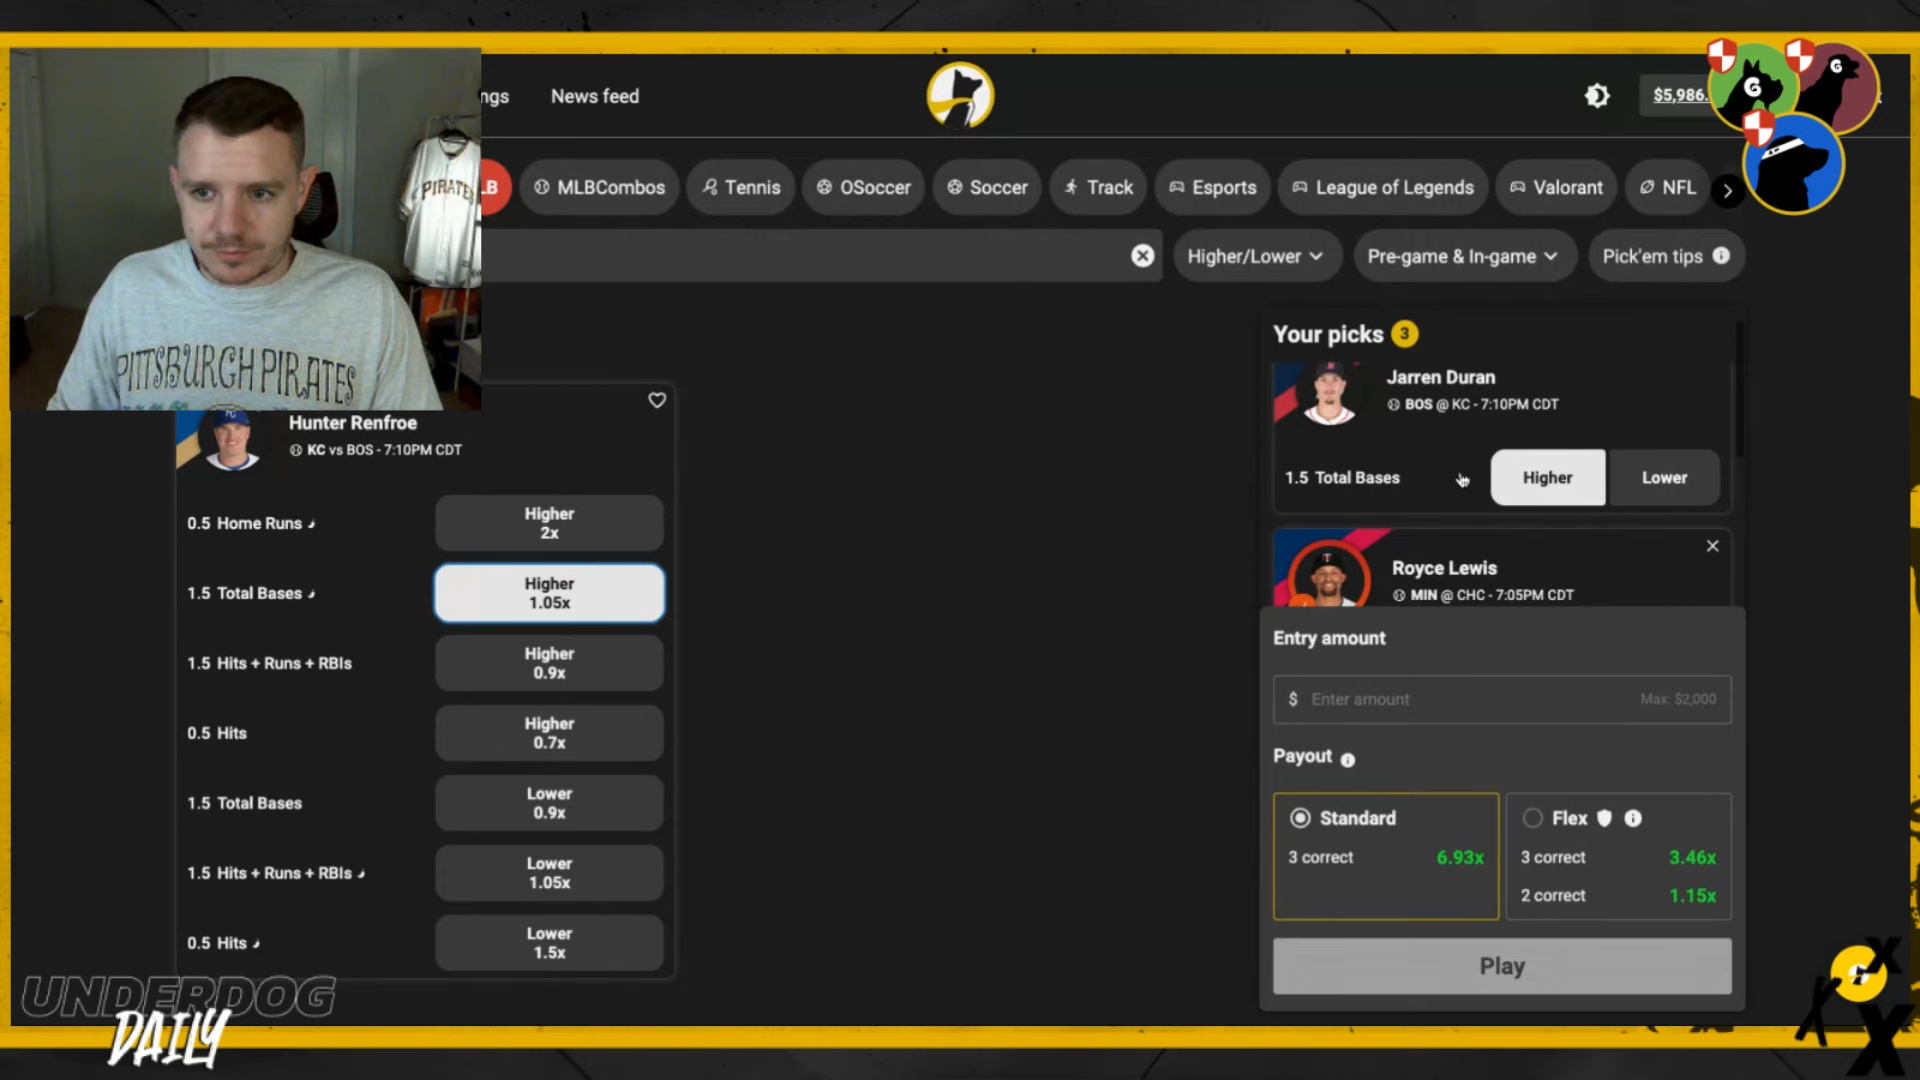 ngs
News feed
$5,986.
LB
MLBCombos
Tennis
OSoccer
Soccer
Track
Esports
League of Legends
Valorant
NFL
Higher/Lower
Pre-game & In-game
Pick'em tips
PIRATES
PITTSBURGH PIRATES
Hunter Renfroe
KC vs BOS - 7:10PM CDT
0.5 Home Runs
Higher
2x
1.5 Total Bases
Higher
1.05x
1.5 Hits + Runs + RBIs
Higher
0.9x
0.5 Hits
Higher
0.7x
1.5 Total Bases
Lower
0.9x
1.5 Hits + Runs + RBIs
Lower
1.05x
0.5 Hits
Lower
1.5x
Your picks 3
Jarren Duran
BOS @ KC - 7:10PM CDT
1.5 Total Bases
Higher
Lower
Royce Lewis
MIN @ CHC - 7:05PM CDT
Entry amount
$ Enter amount
Max: $2,000
Payout
Standard
3 correct 6.93x
Flex
3 correct 3.46x
2 correct 1.15x
Play
UNDERDOG
DAILY